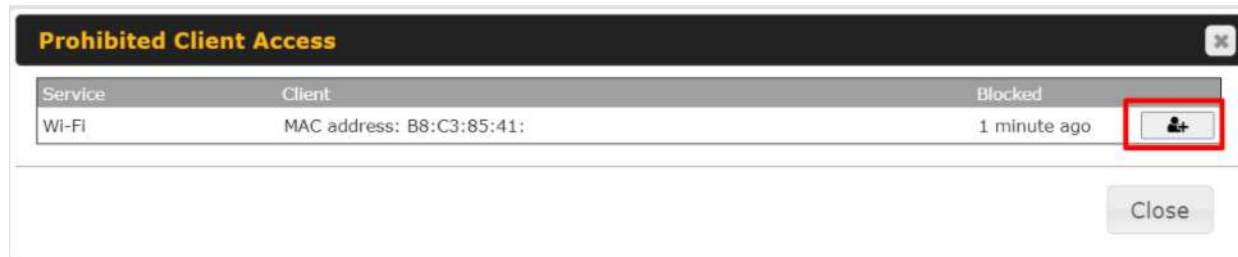 Prohibited Client Access
Service Client Blocked
Wi-Fi MAC address: B8:C3:85:41: 1 minute ago
Close